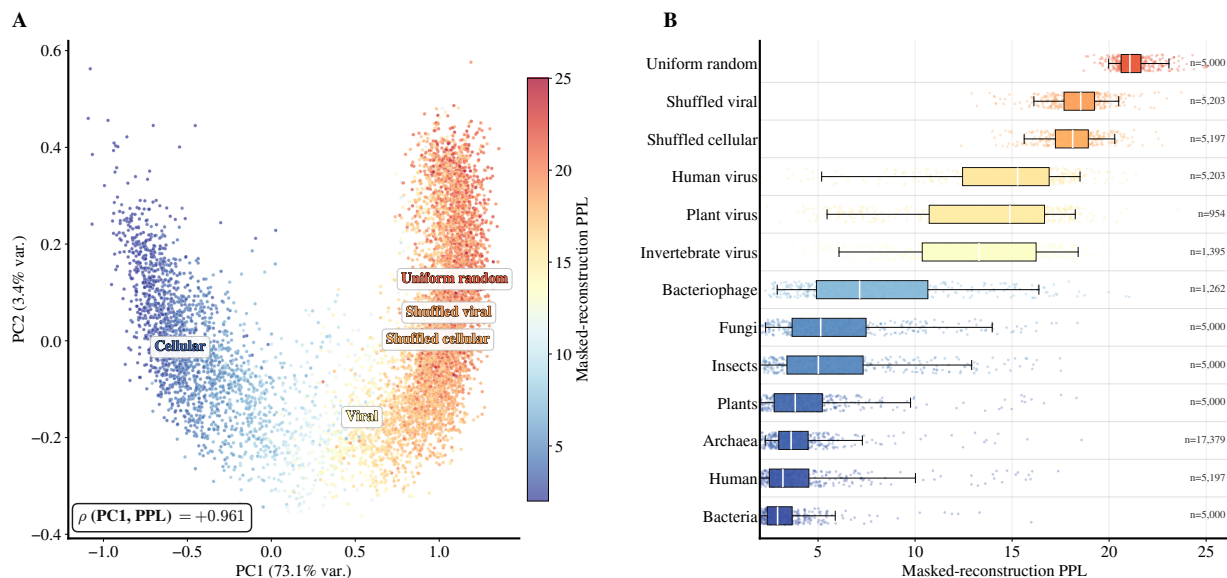 A
PC2 (3.4% var.)
0.6
0.4
0.2
0.0
−0.2
−0.4
Uniform random
Shuffled viral
Shuffled cellular
Cellular
Viral
ρ (PC1, PPL) = +0.961
−1.0
−0.5
0.0
0.5
1.0
PC1 (73.1% var.)
25
20
15
10
5
Masked-reconstruction PPL
B
Uniform random n=5,000
Shuffled viral n=5,203
Shuffled cellular n=5,197
Human virus n=5,203
Plant virus n=954
Invertebrate virus n=1,395
Bacteriophage n=1,262
Fungi n=5,000
Insects n=5,000
Plants n=5,000
Archaea n=17,379
Human n=5,197
Bacteria n=5,000
5
10
15
20
25
Masked-reconstruction PPL